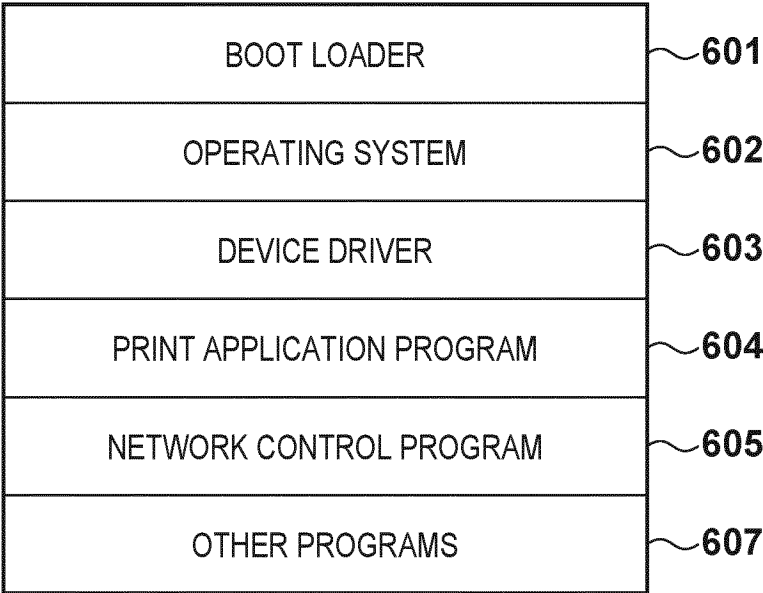 BOOT LOADER 601
OPERATING SYSTEM 602
DEVICE DRIVER 603
PRINT APPLICATION PROGRAM 604
NETWORK CONTROL PROGRAM 605
OTHER PROGRAMS 607